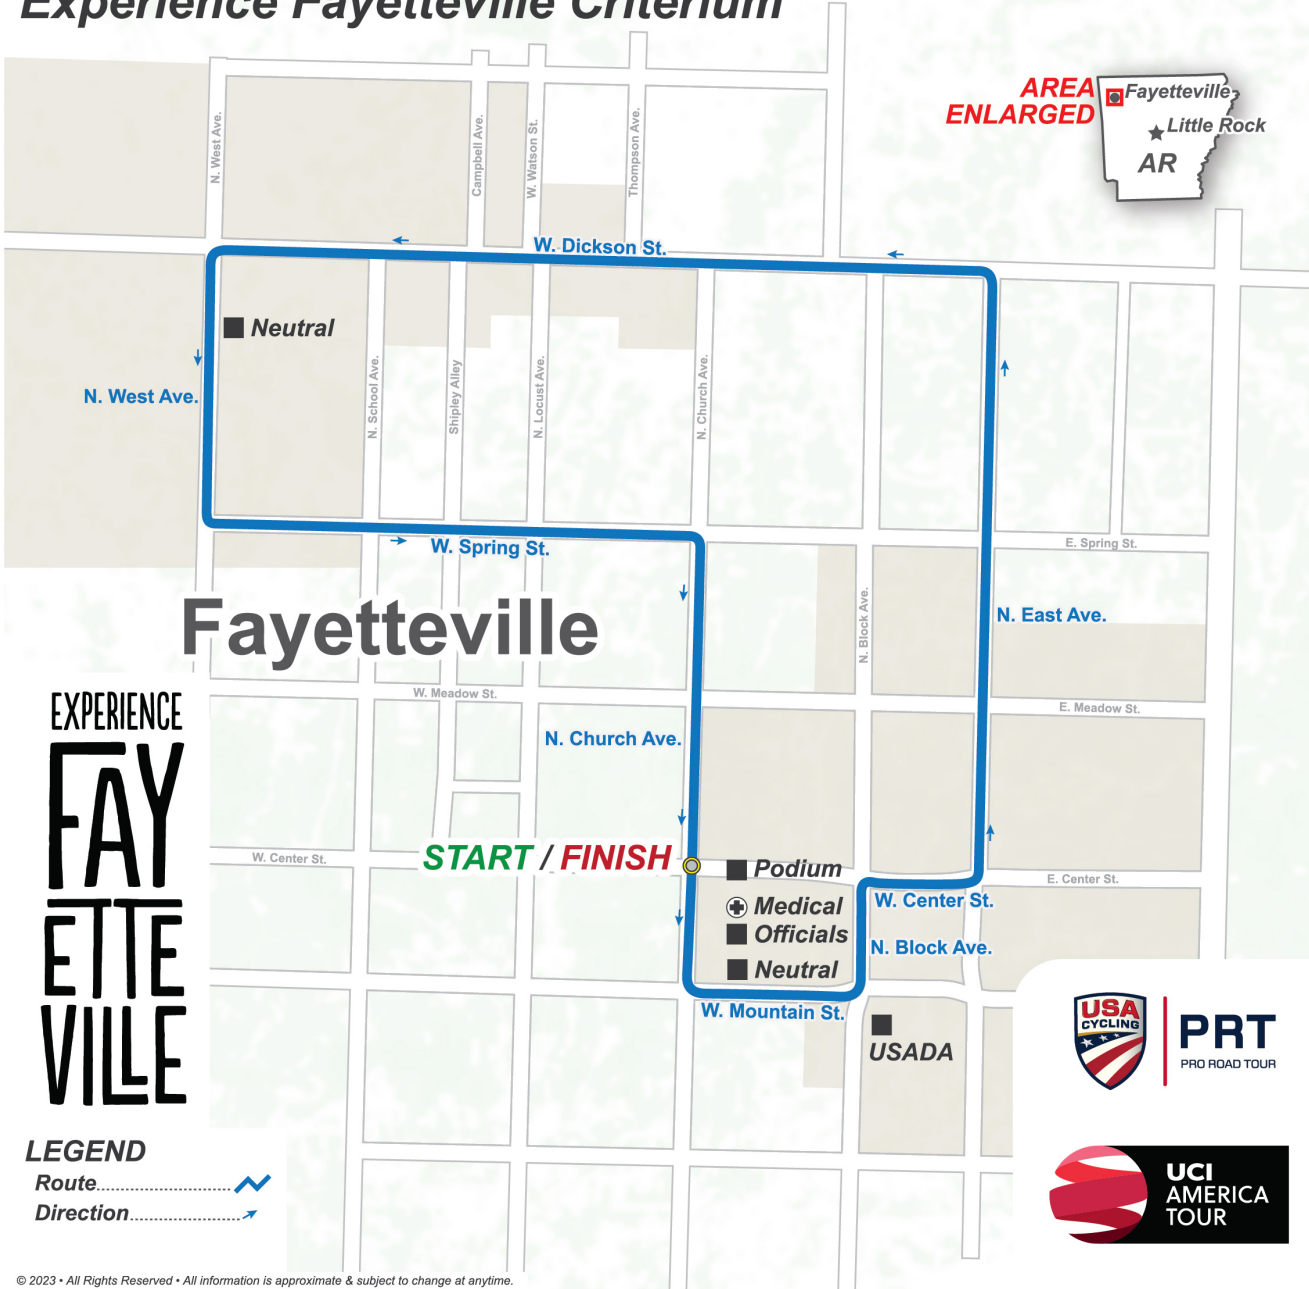 Experience Fayetteville Criterium
AREA
ENLARGED
Fayetteville
Little Rock
AR
N. West Ave.
Campbell Ave.
W. Watson St.
Thompson Ave.
W. Dickson St.
Neutral
N. West Ave.
N. School Ave.
Shipley Alley
N. Locust Ave.
N. Church Ave.
W. Spring St.
E. Spring St.
Fayetteville
N. Block Ave.
N. East Ave.
W. Meadow St.
E. Meadow St.
EXPERIENCE
FAY
ETTE
VILLE
N. Church Ave.
W. Center St.
START / FINISH
Podium
Medical
Officials
Neutral
E. Center St.
W. Center St.
N. Block Ave.
W. Mountain St.
USADA
USA
CYCLING
PRT
PRO ROAD TOUR
LEGEND
Route
Direction
UCI
AMERICA
TOUR
© 2023 • All Rights Reserved • All information is approximate & subject to change at anytime.